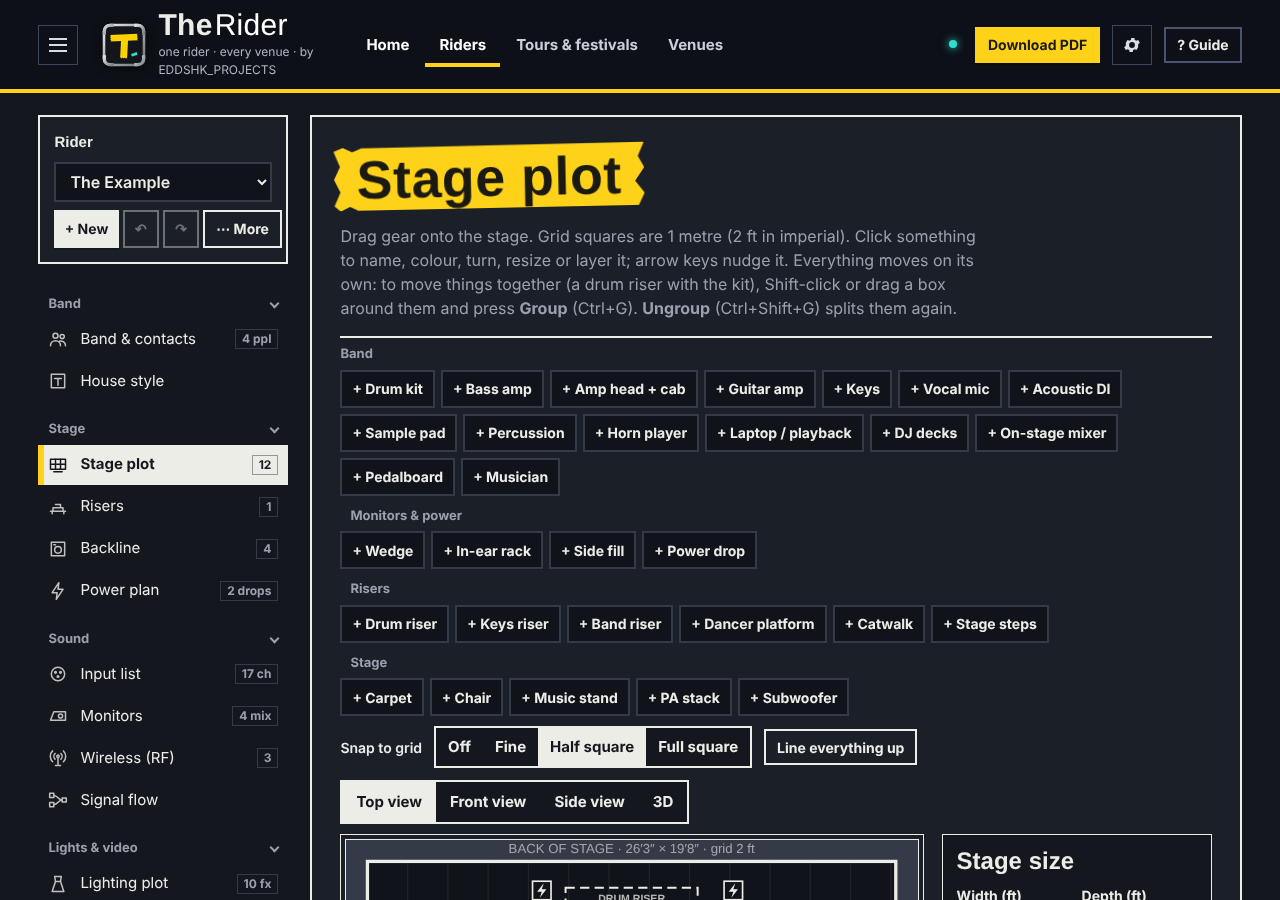 TheRider
one rider · every venue · by
EDDSHK_PROJECTS
Home
Riders
Tours & festivals
Venues
Download PDF
? Guide
Rider
The Example
+ New
↶
↷
··· More
Band
Band & contacts
4 ppl
House style
Stage
Stage plot
12
Risers
1
Backline
4
Power plan
2 drops
Sound
Input list
17 ch
Monitors
4 mix
Wireless (RF)
3
Signal flow
Lights & video
Lighting plot
10 fx
Stage plot
Drag gear onto the stage. Grid squares are 1 metre (2 ft in imperial). Click something
to name, colour, turn, resize or layer it; arrow keys nudge it. Everything moves on its
own: to move things together (a drum riser with the kit), Shift-click or drag a box
around them and press Group (Ctrl+G). Ungroup (Ctrl+Shift+G) splits them again.
Band
+ Drum kit
+ Bass amp
+ Amp head + cab
+ Guitar amp
+ Keys
+ Vocal mic
+ Acoustic DI
+ Sample pad
+ Percussion
+ Horn player
+ Laptop / playback
+ DJ decks
+ On-stage mixer
+ Pedalboard
+ Musician
Monitors & power
+ Wedge
+ In-ear rack
+ Side fill
+ Power drop
Risers
+ Drum riser
+ Keys riser
+ Band riser
+ Dancer platform
+ Catwalk
+ Stage steps
Stage
+ Carpet
+ Chair
+ Music stand
+ PA stack
+ Subwoofer
Snap to grid
Off
Fine
Half square
Full square
Line everything up
Top view
Front view
Side view
3D
BACK OF STAGE · 26′3″ × 19′8″ · grid 2 ft
DRUM RISER
Stage size
Width (ft)
Depth (ft)